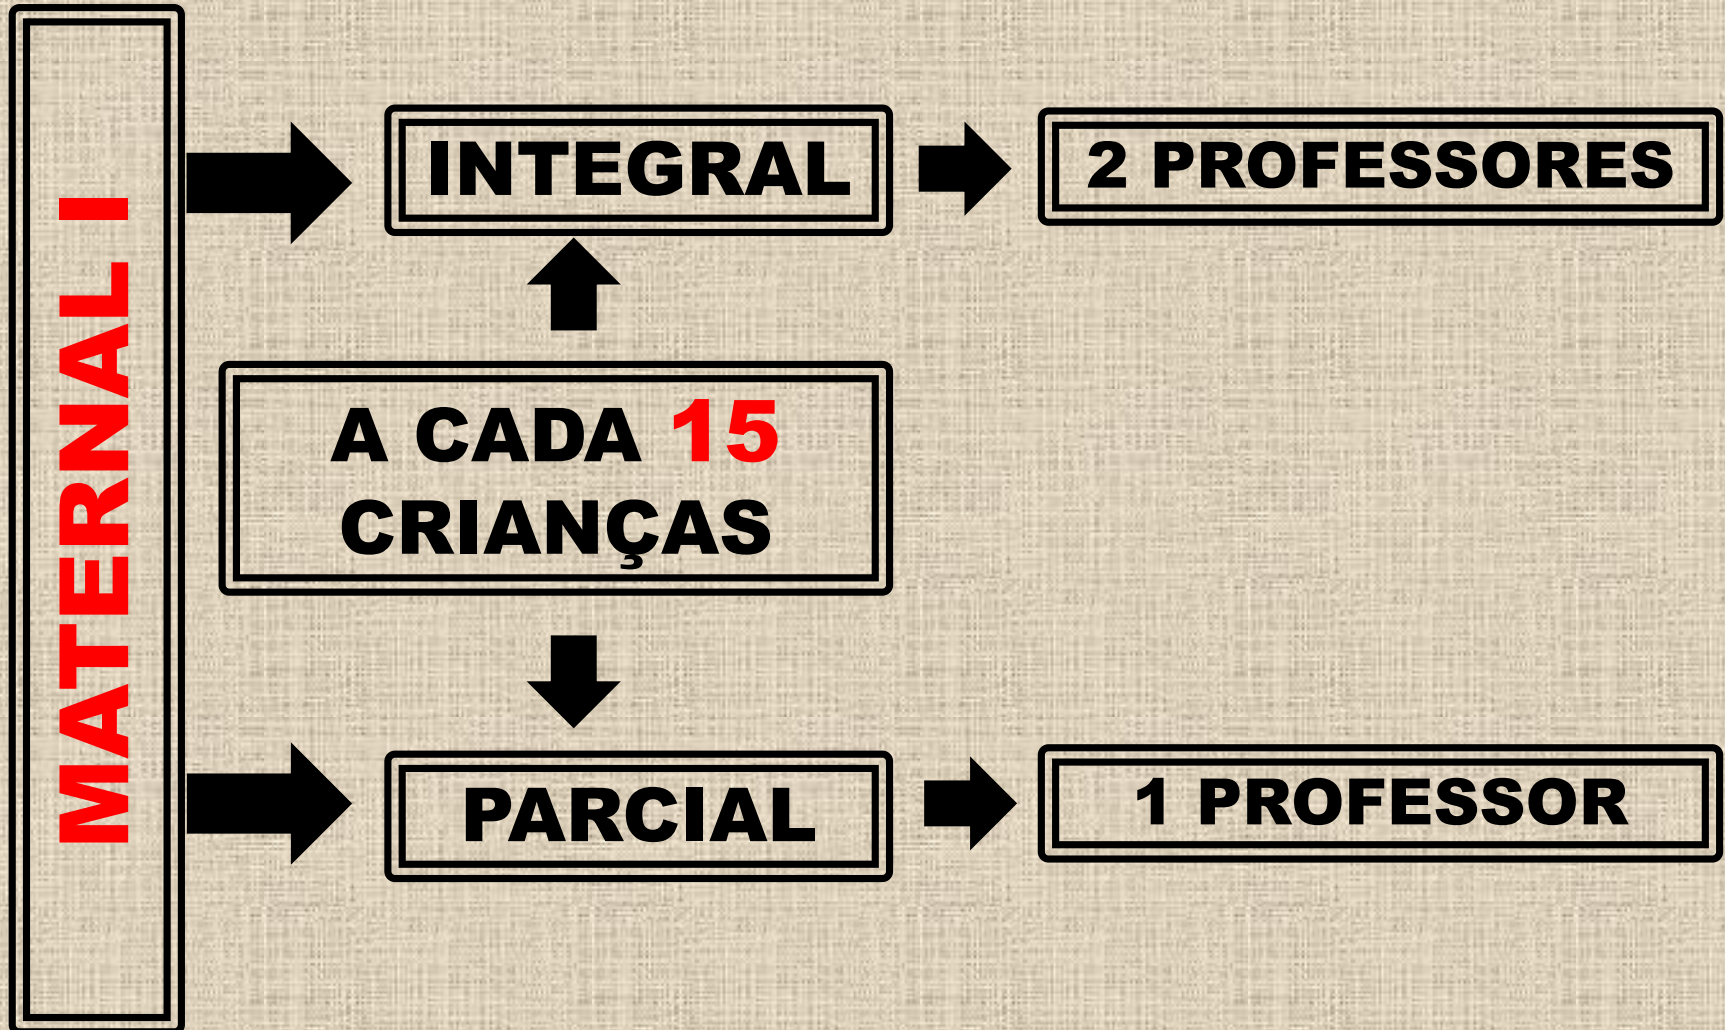 MATERNAL I
INTEGRAL
2 PROFESSORES
A CADA 15
CRIANÇAS
PARCIAL
1 PROFESSOR